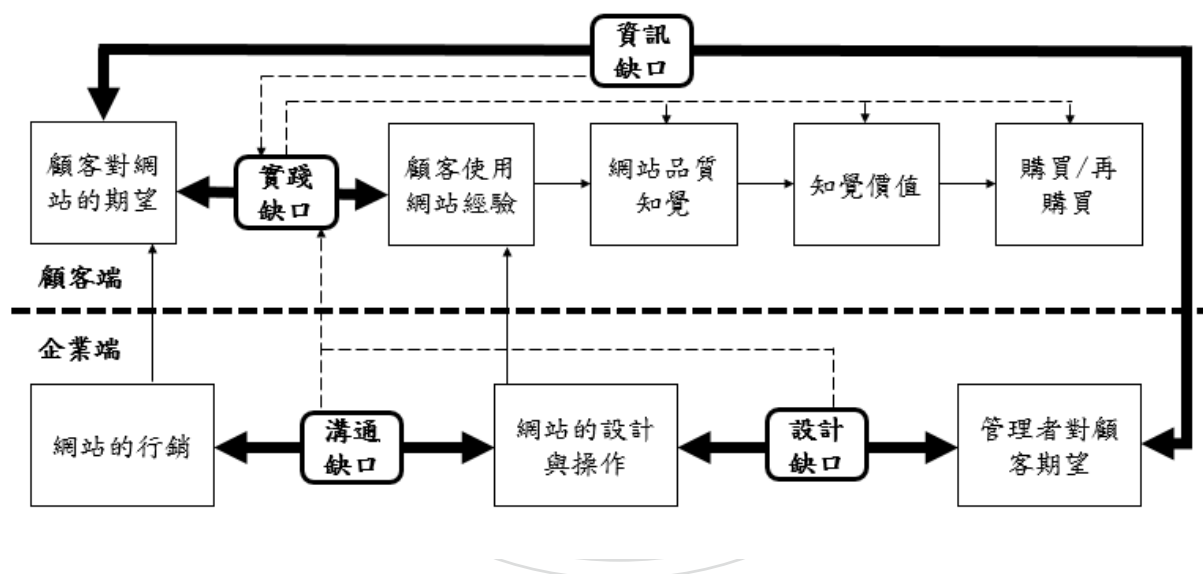 資訊
缺口
顧客對網
站的期望
實踐
缺口
顧客使用
網站經驗
網站品質
知覺
知覺價值
購買/再
購買
顧客端
企業端
網站的行銷
溝通
缺口
網站的設計
與操作
設計
缺口
管理者對顧
客期望